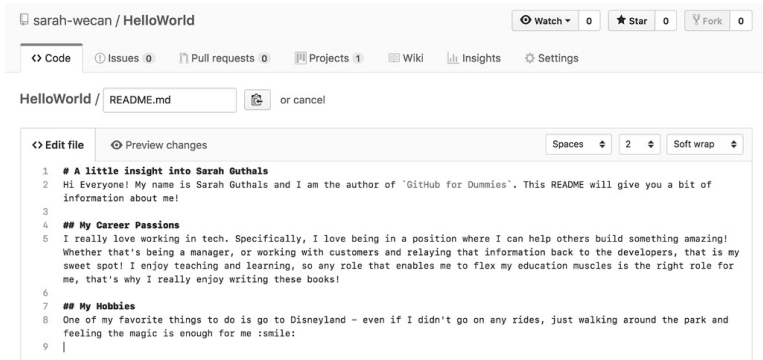 sarah-wecan / HelloWorld
Watch 0 Star 0 Fork 0
Code Issues 0 Pull requests 0 Projects 1 Wiki Insights Settings
HelloWorld / README.md or cancel
Edit file Preview changes Spaces 2 Soft wrap
1 # A little insight into Sarah Guthals
2 Hi Everyone! My name is Sarah Guthals and I am the author of `GitHub for Dummies`. This README will give you a bit of
information about me!
3
4 ## My Career Passions
5 I really love working in tech. Specifically, I love being in a position where I can help others build something amazing!
Whether that's being a manager, or working with customers and relaying that information back to the developers, that is my
sweet spot! I enjoy teaching and learning, so any role that enables me to flex my education muscles is the right role for
me, that's why I really enjoy writing these books!
6
7 ## My Hobbies
8 One of my favorite things to do is go to Disneyland – even if I didn't go on any rides, just walking around the park and
feeling the magic is enough for me :smile:
9